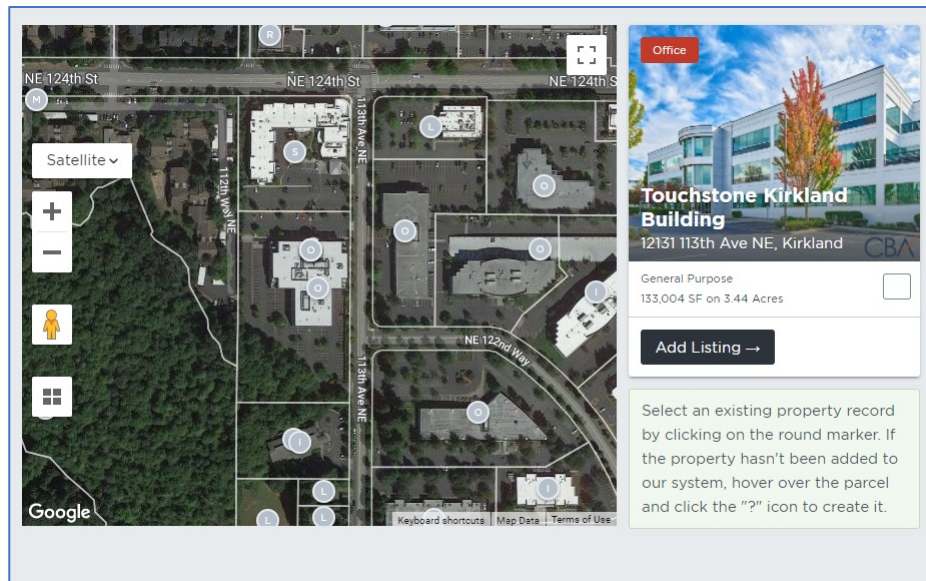 R
NE 124th St
NE 124th St
NE 124th S
M
L
113th Ave NE
Satellite
S
112th Way NE
O
O
O
O
O
I
+
−
NE 122nd Way
113th Ave NE
O
I
L
I
L
L
Google
Keyboard shortcuts
Map Data
Terms of Use
Office
Touchstone Kirkland
Building
12131 113th Ave NE, Kirkland
CBA
General Purpose
133,004 SF on 3.44 Acres
Add Listing →
Select an existing property record
by clicking on the round marker. If
the property hasn't been added to
our system, hover over the parcel
and click the "?" icon to create it.